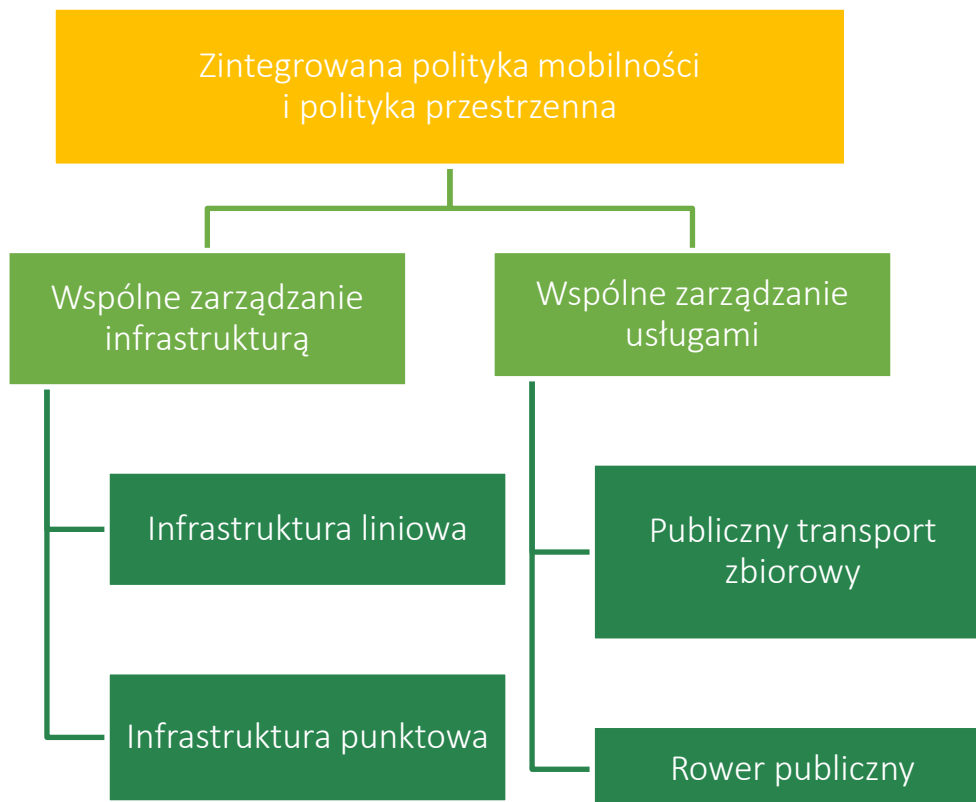 Zintegrowana polityka mobilności
i polityka przestrzenna
Wspólne zarządzanie
infrastrukturą
Wspólne zarządzanie
usługami
Infrastruktura liniowa
Publiczny transport
zbiorowy
Infrastruktura punktowa
Rower publiczny